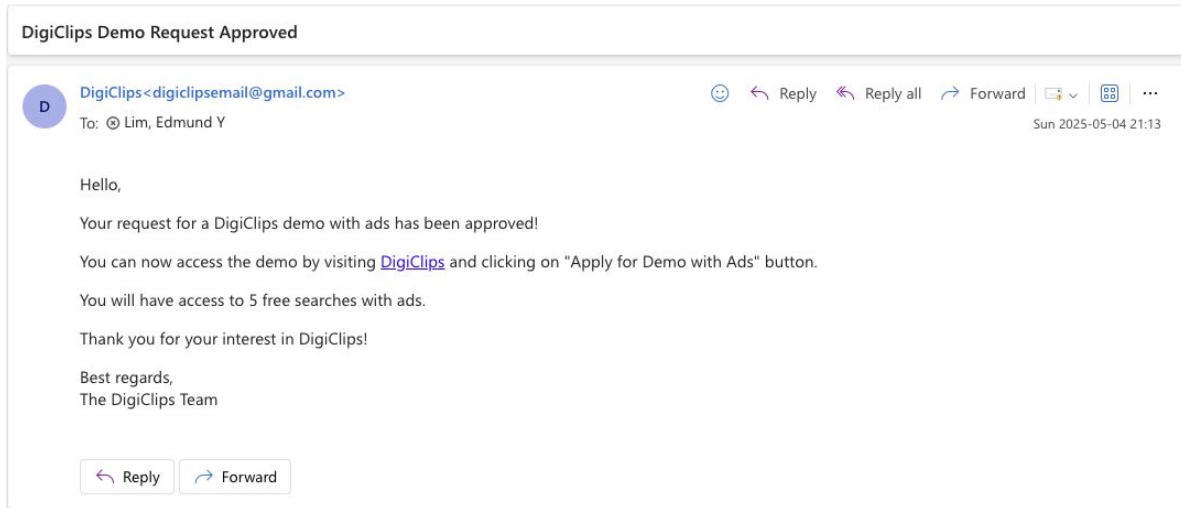 DigiClips Demo Request Approved
D
DigiClips<digiclipsemail@gmail.com>
Reply
Reply all
Forward
To: Lim, Edmund Y
Sun 2025-05-04 21:13
Hello,
Your request for a DigiClips demo with ads has been approved!
You can now access the demo by visiting DigiClips and clicking on "Apply for Demo with Ads" button.
You will have access to 5 free searches with ads.
Thank you for your interest in DigiClips!
Best regards,
The DigiClips Team
Reply
Forward